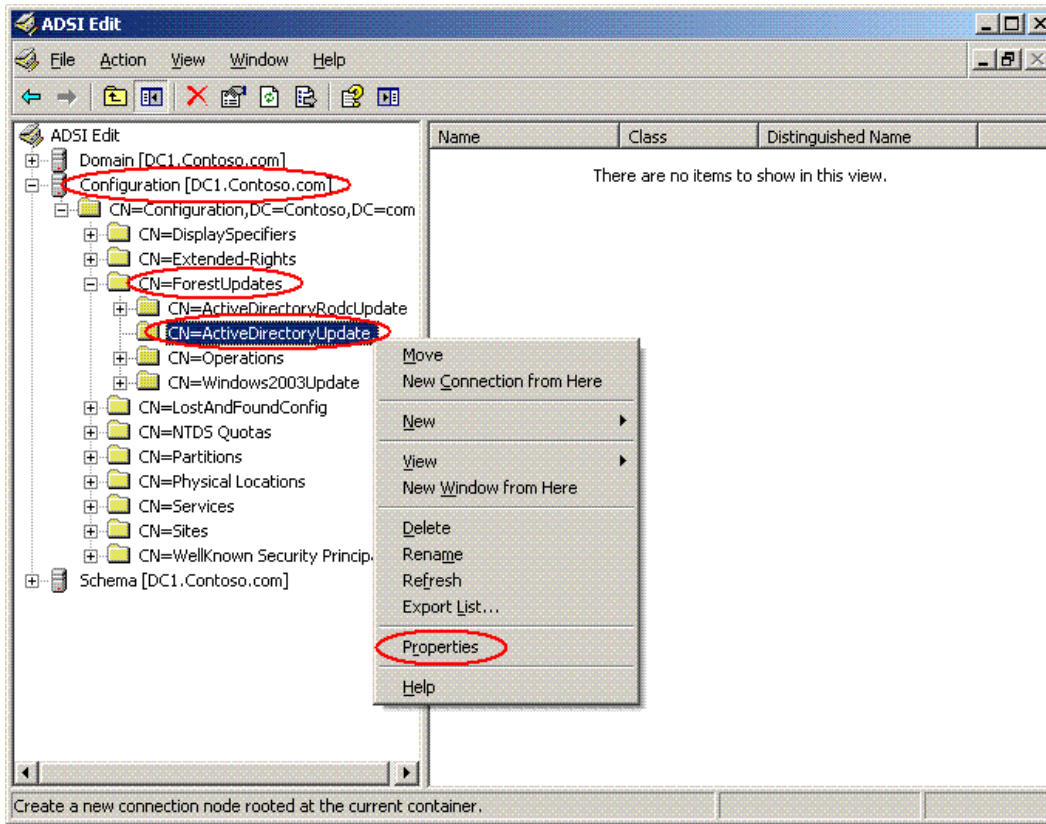 ADSI Edit
File Action View Window Help
ADSI Edit
Domain [DC1.Contoso.com]
Configuration [DC1.Contoso.com]
CN=Configuration,DC=Contoso,DC=com
CN=DisplaySpecifiers
CN=Extended-Rights
CN=ForestUpdates
CN=ActiveDirectoryRodcUpdate
CN=ActiveDirectoryUpdate
CN=Operations
CN=Windows2003Update
CN=LostAndFoundConfig
CN=NTDS Quotas
CN=Partitions
CN=Physical Locations
CN=Services
CN=Sites
CN=WellKnown Security Princip
Schema [DC1.Contoso.com]
Name Class Distinguished Name
There are no items to show in this view.
Move
New Connection from Here
New
View
New Window from Here
Delete
Rename
Refresh
Export List...
Properties
Help
Create a new connection node rooted at the current container.